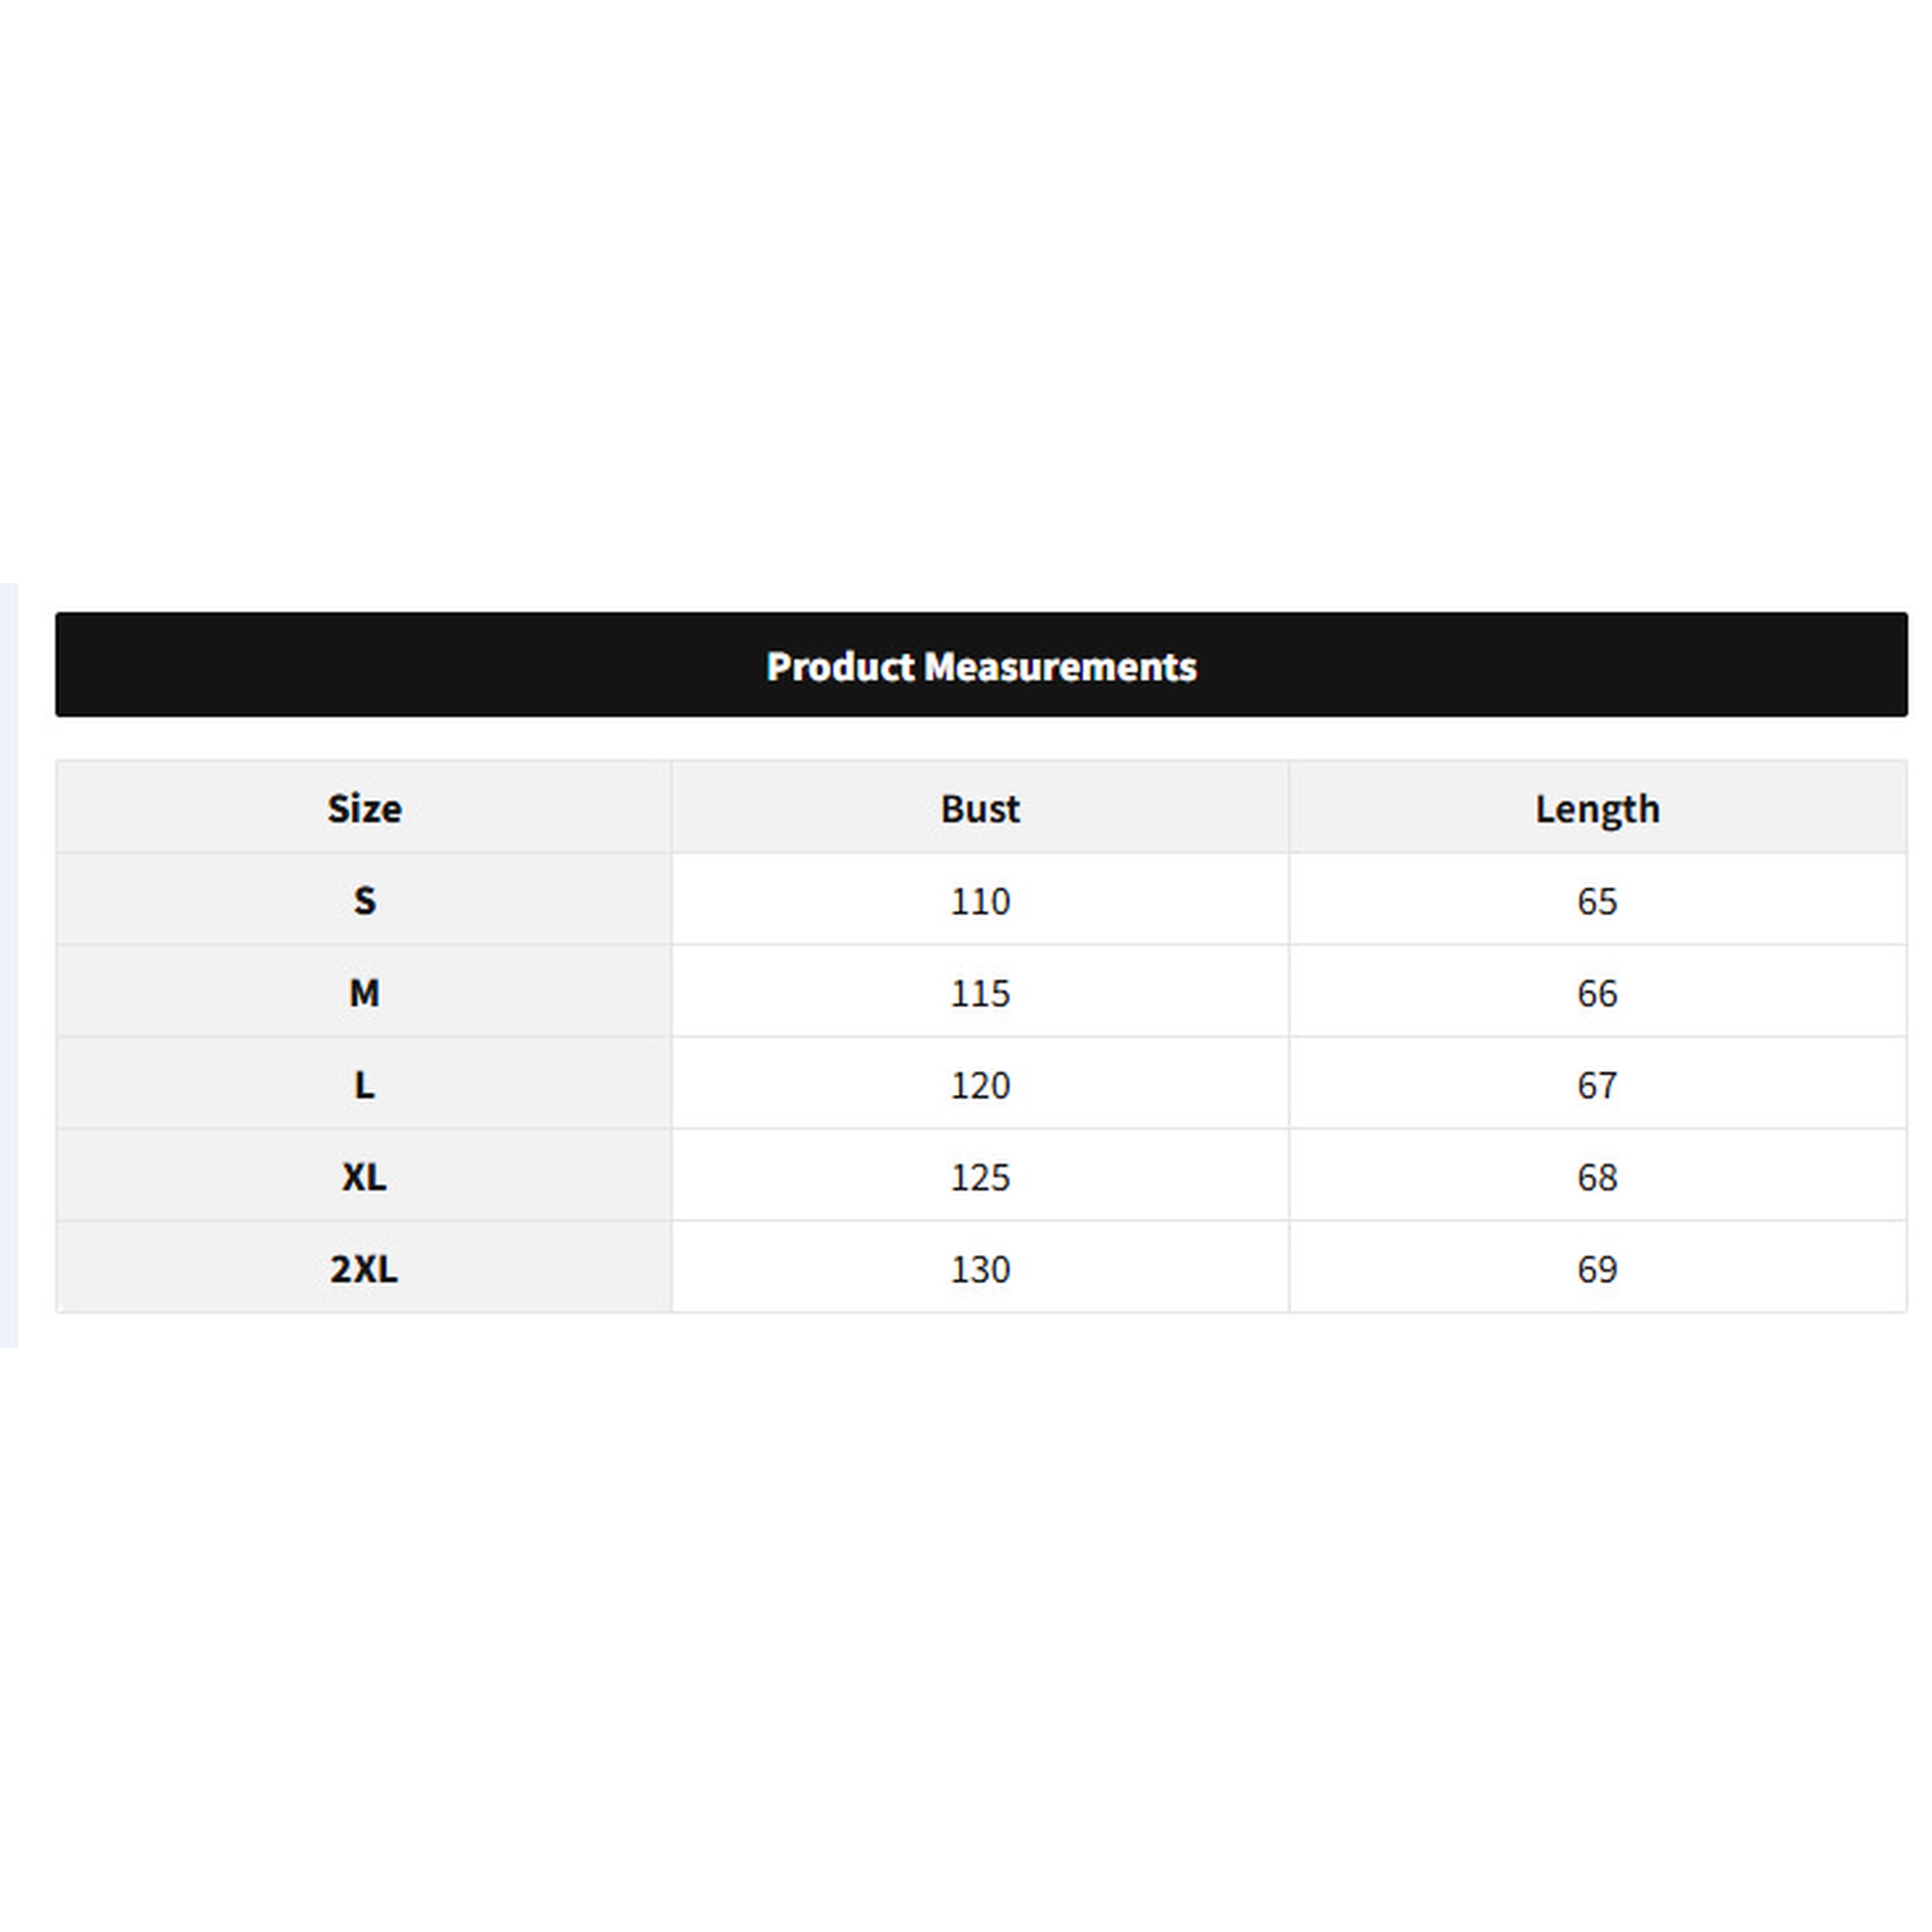 Product Measurements
Size Bust Length
S 110 65
M 115 66
L 120 67
XL 125 68
2XL 130 69